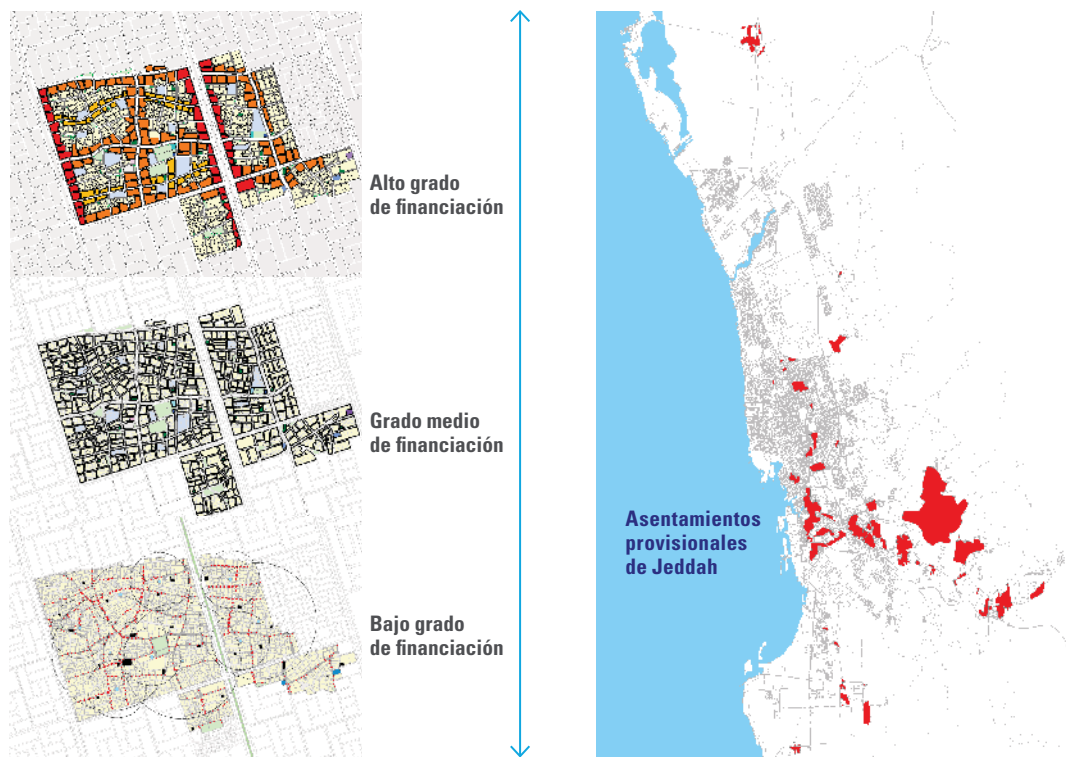 Alto grado
de financiación
Grado medio
de financiación
Bajo grado
de financiación
Asentamientos
provisionales
de Jeddah